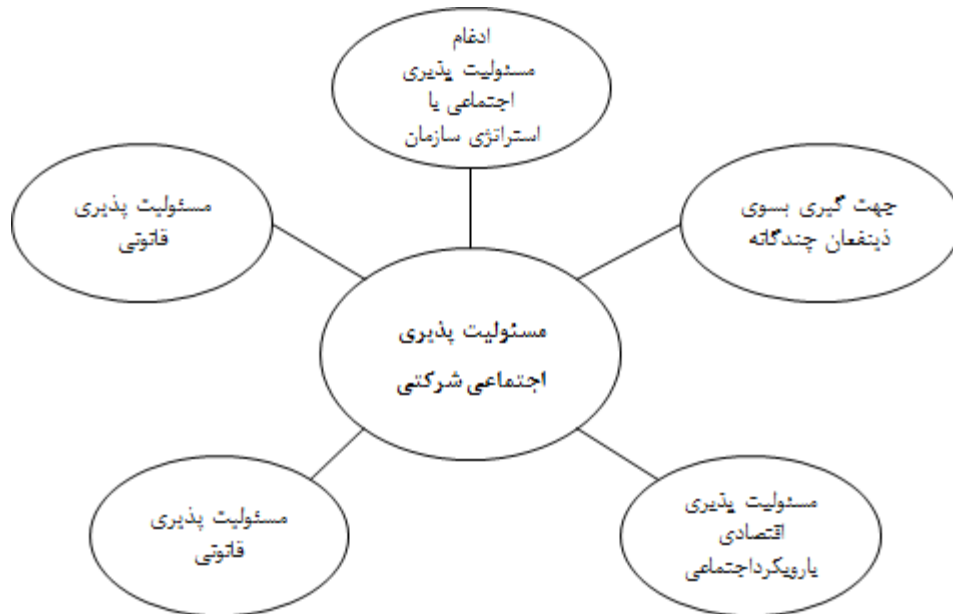 ادغام
مسئولیت پذیری
اجتماعی یا
استراتژی سازمان
جهت گیری بسوی
ذینفعان چندگانه
مسئولیت پذیری
قانونی
مسئولیت پذیری
اجتماعی شرکتی
مسئولیت پذیری
اقتصادی
یارویکرداجتماعی
مسئولیت پذیری
قانونی